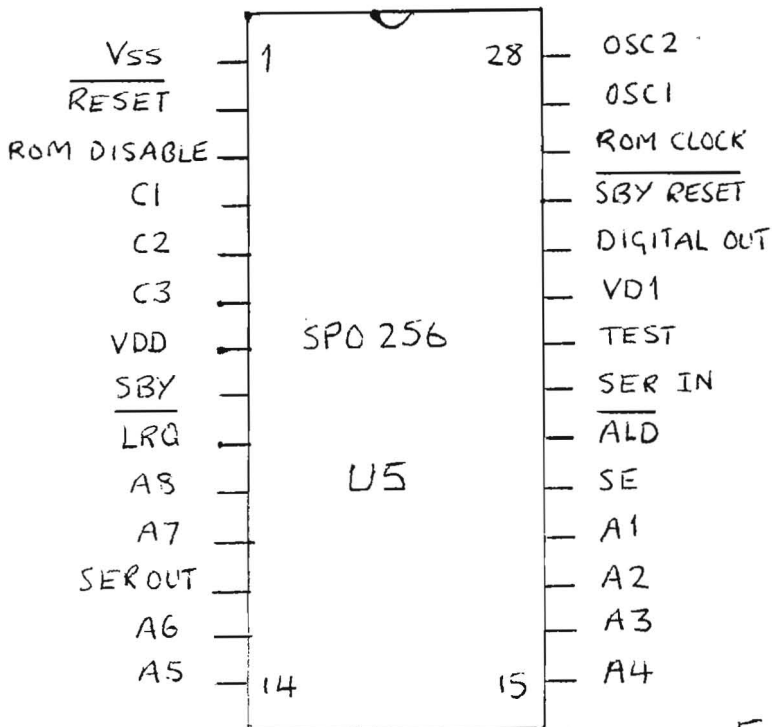 Vss 1 28 OSC2
RESET OSC1
ROM DISABLE ROM CLOCK
C1 SBY RESET
C2 DIGITAL OUT
C3 VD1
VDD SPO 256 TEST
SBY SER IN
LRQ ALD
A8 U5 SE
A7 A1
SER OUT A2
A6 A3
A5 14 15 A4